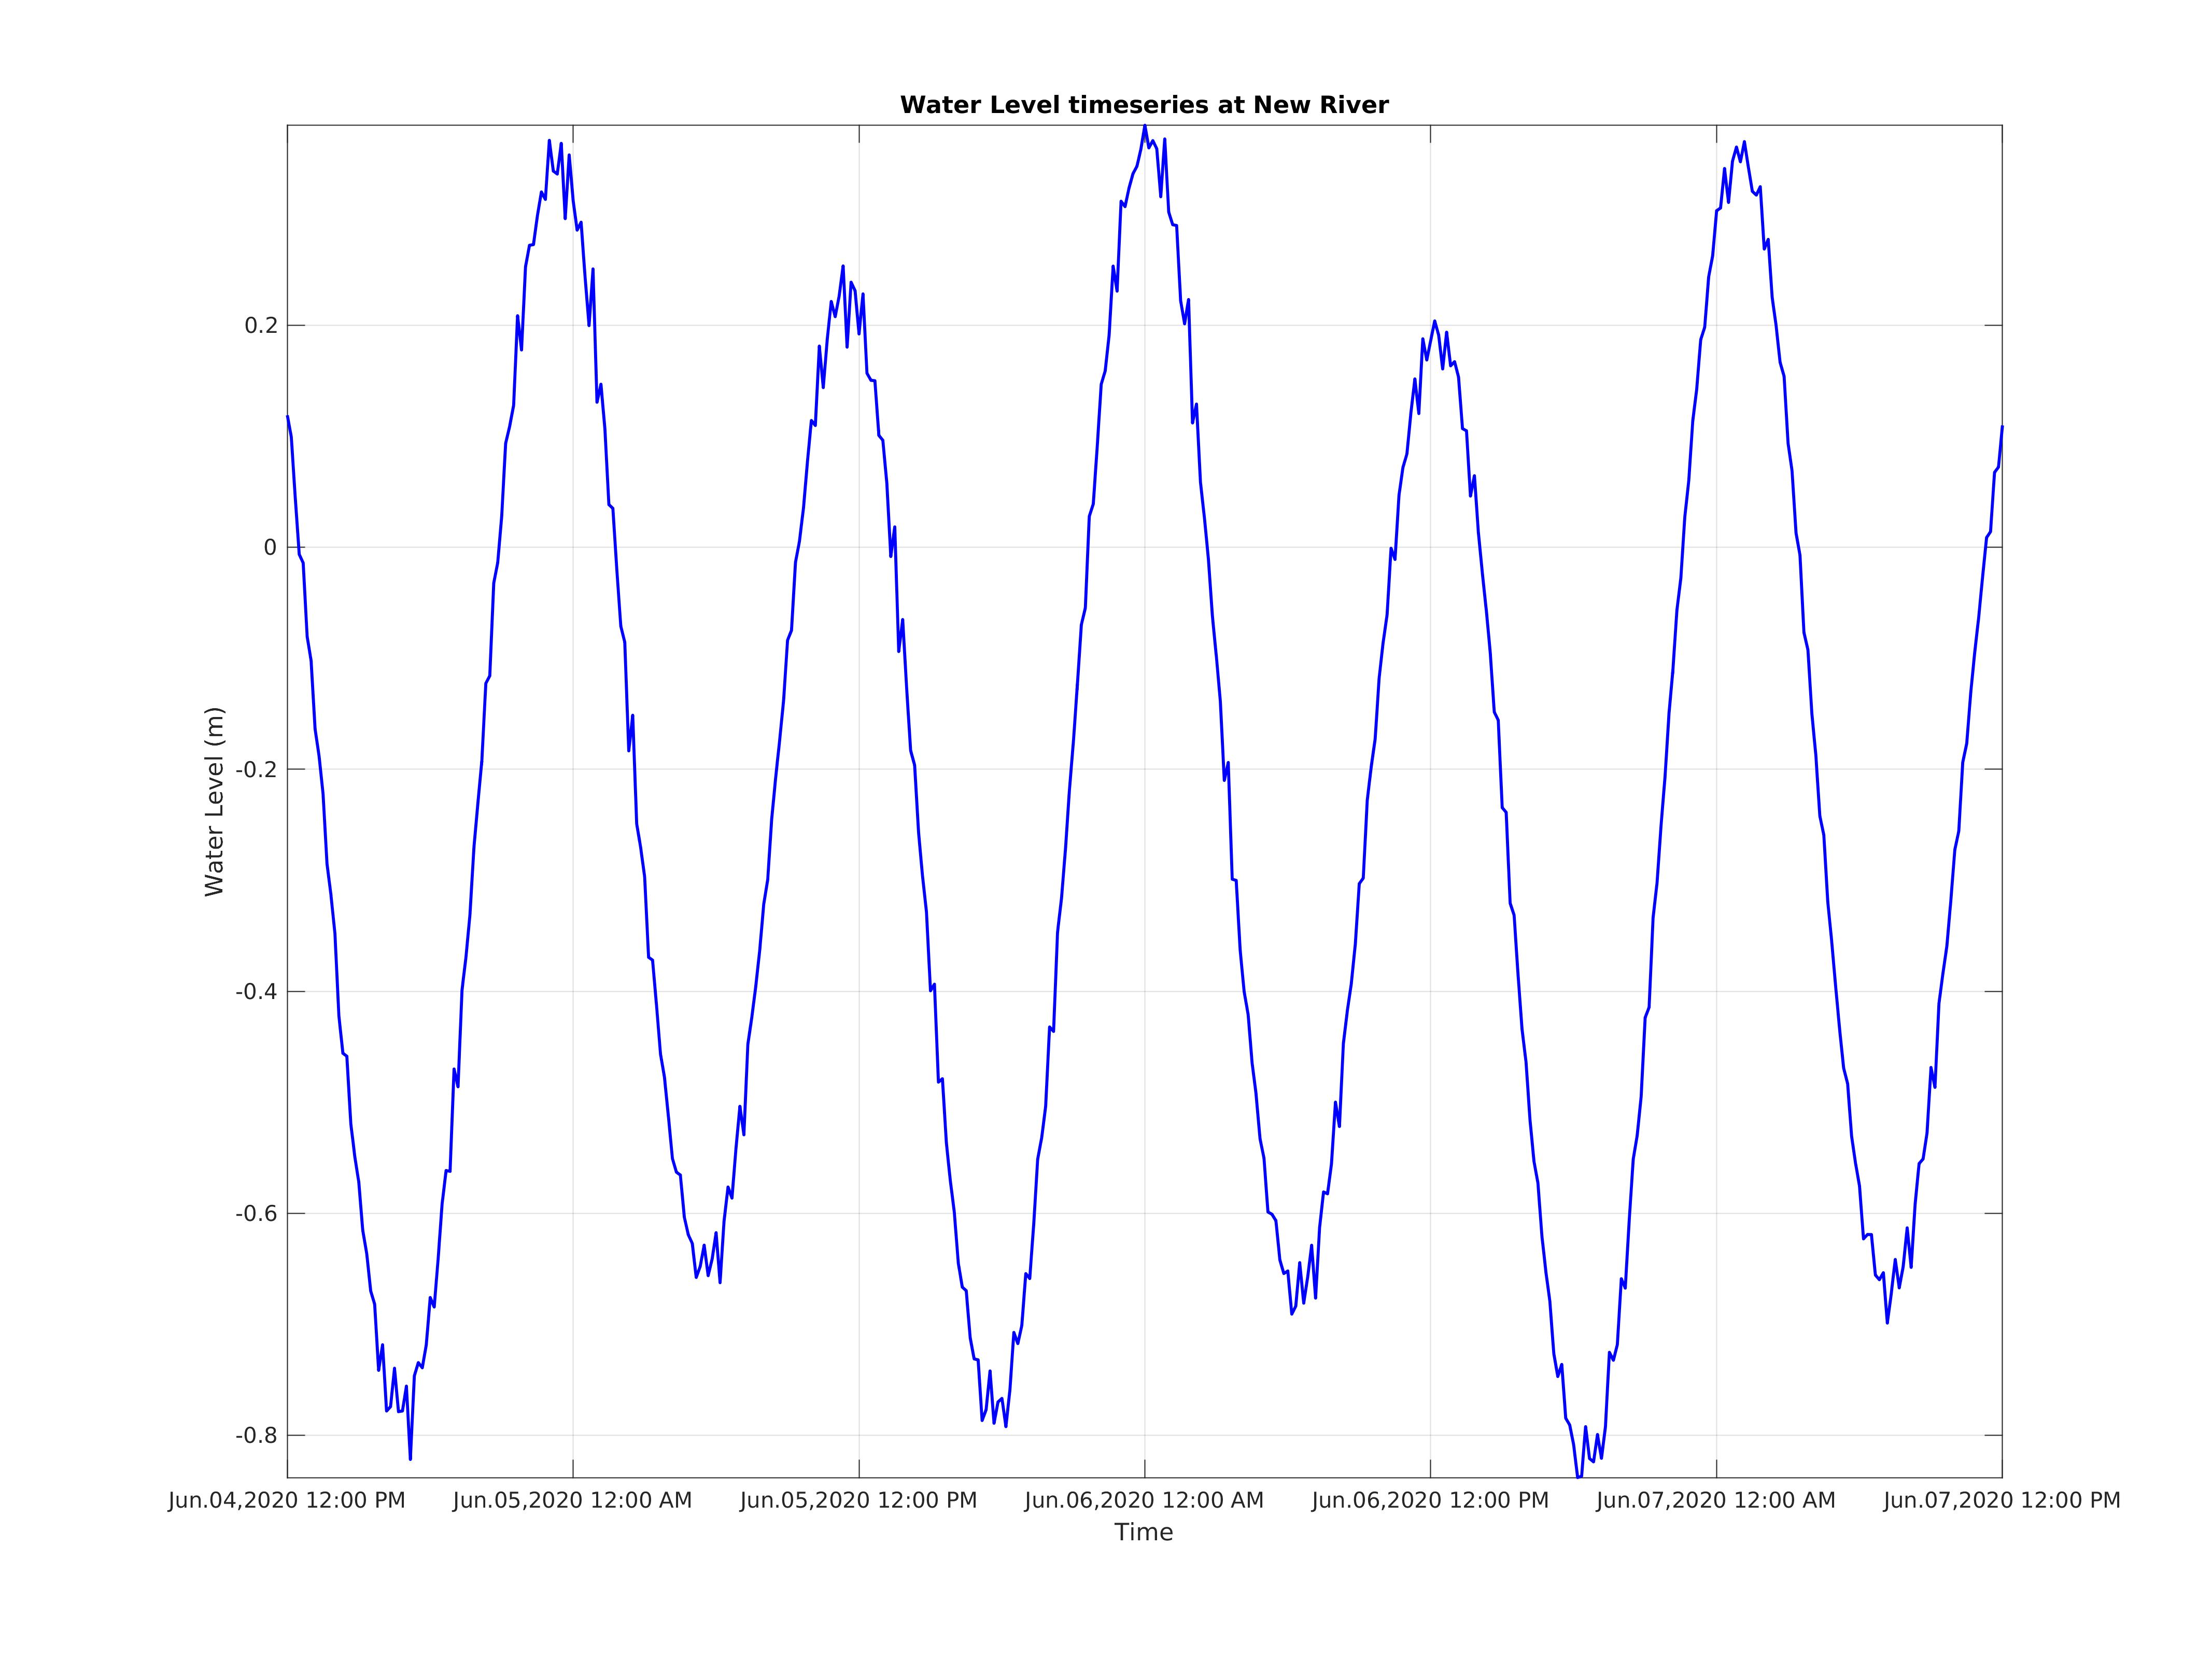 Water Level timeseries at New River
Water Level (m)
0.2
0
-0.2
-0.4
-0.6
-0.8
Jun.04,2020 12:00 PM
Jun.05,2020 12:00 AM
Jun.05,2020 12:00 PM
Jun.06,2020 12:00 AM
Jun.06,2020 12:00 PM
Jun.07,2020 12:00 AM
Jun.07,2020 12:00 PM
Time